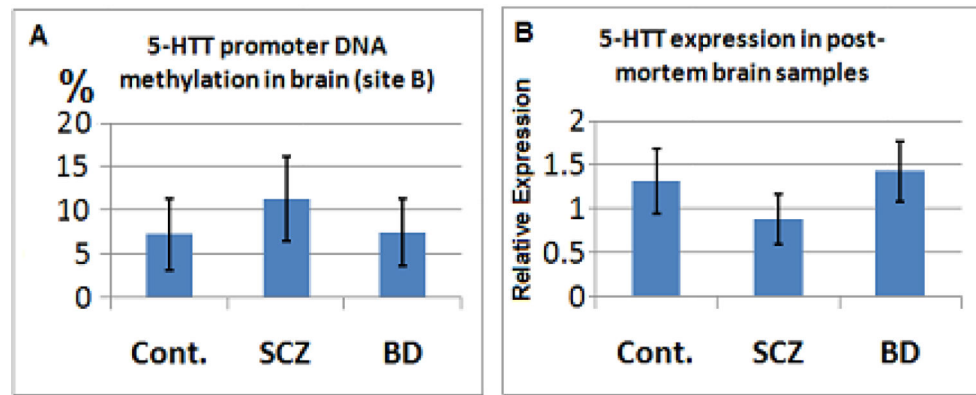 A
5-HTT promoter DNA
methylation in brain (site B)
%
20
15
10
5
0
Cont.
SCZ
BD
B
5-HTT expression in post-
mortem brain samples
Relative Expression
2
1.5
1
0.5
0
Cont.
SCZ
BD